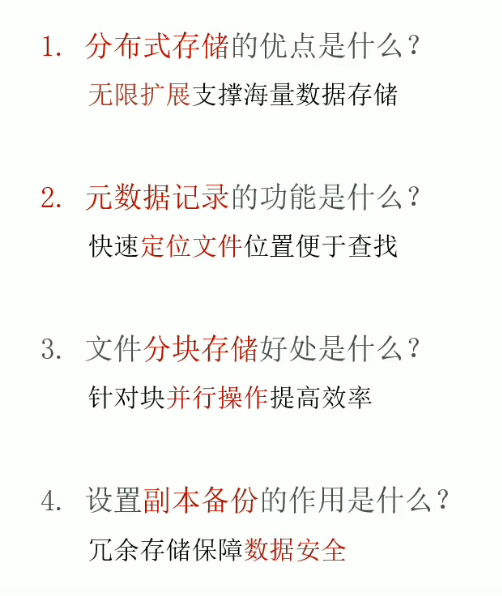 1. 分布式存储的优点是什么？
无限扩展支撑海量数据存储
2. 元数据记录的功能是什么？
快速定位文件位置便于查找
3. 文件分块存储好处是什么？
针对块并行操作提高效率
4. 设置副本备份的作用是什么？
冗余存储保障数据安全